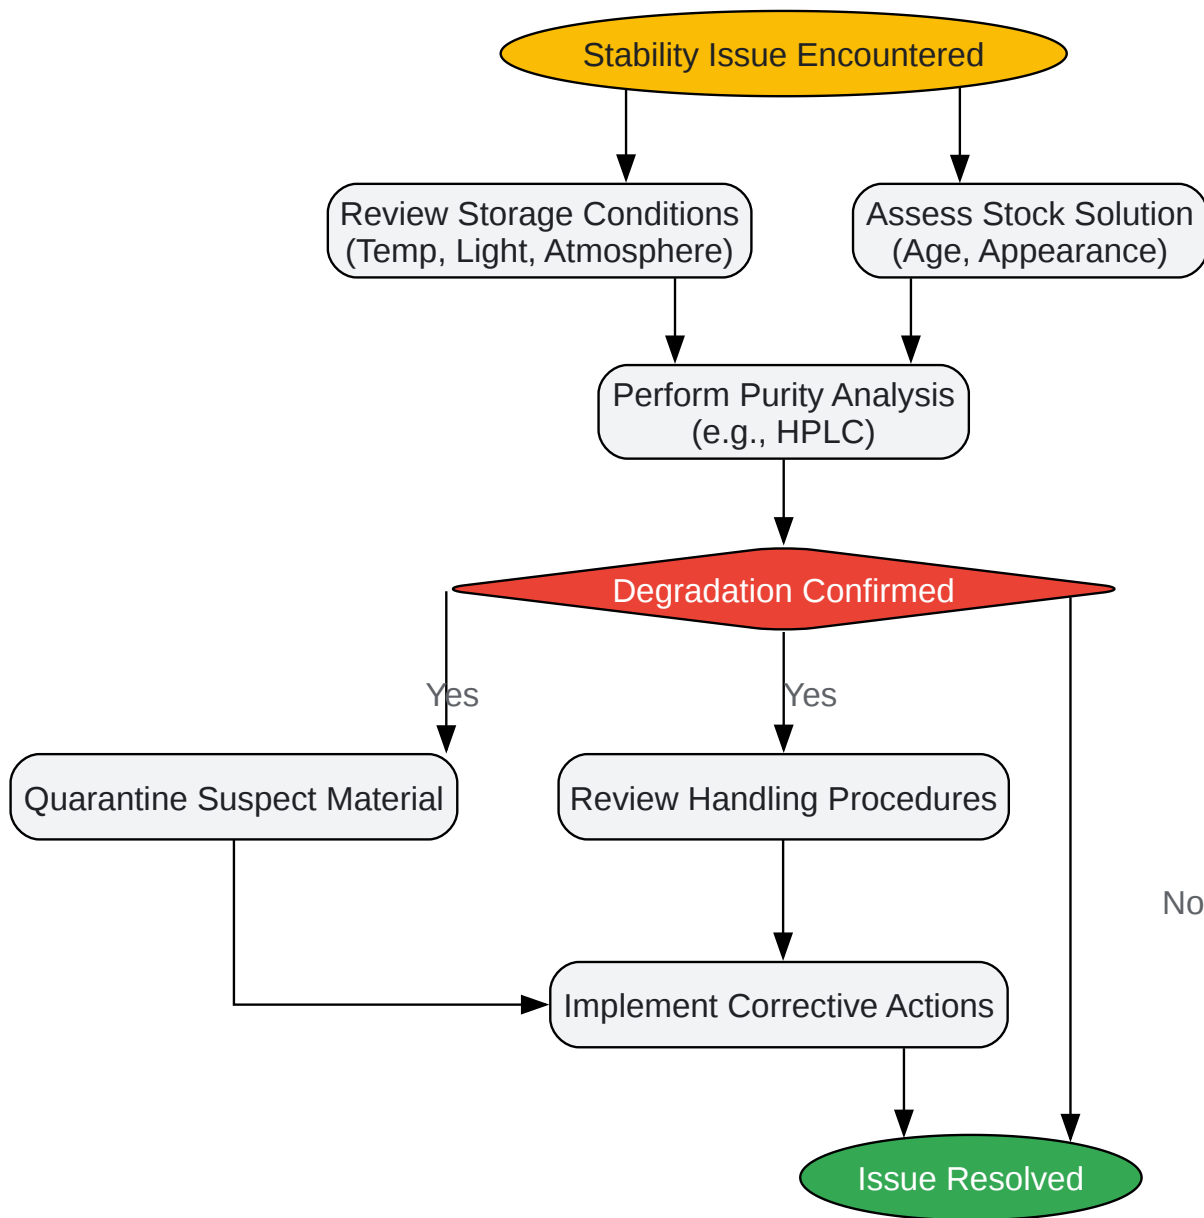 Stability Issue Encountered
Review Storage Conditions
(Temp, Light, Atmosphere)
Assess Stock Solution
(Age, Appearance)
Perform Purity Analysis
(e.g., HPLC)
Degradation Confirmed
Yes
Yes
Quarantine Suspect Material
Review Handling Procedures
No
Implement Corrective Actions
Issue Resolved